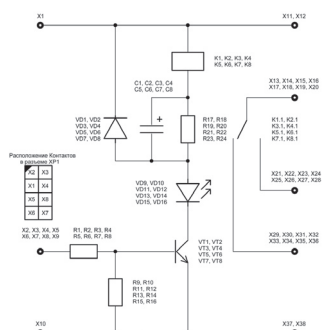 X1
X11, X12
K1, K2, K3, K4
K5, K6, K7, K8
X13, X14, X15, X16
X17, X18, X19, X20
C1, C2, C3, C4
C5, C6, C7, C8
VD1, VD2
VD3, VD4
VD5, VD6
VD7, VD8
R17, R18
R19, R20
R21, R22
R23, R24
K1.1, K2.1
K3.1, K4.1
K5.1, K6.1
K7.1, K8.1
Расположение Контактов
в разъеме XP1
X2 X3
X1 X4
X5 X8
X6 X7
VD9, VD10
VD11, VD12
VD13, VD14
VD15, VD16
X21, X22, X23, X24
X25, X26, X27, X28
X2, X3, X4, X5
X6, X7, X8, X9
R1, R2, R3, R4
R5, R6, R7, R8
VT1, VT2
VT3, VT4
VT5, VT6
VT7, VT8
X29, X30, X31, X32
X33, X34, X35, X36
R9, R10
R11, R12
R13, R14
R15, R16
X10
X37, X38